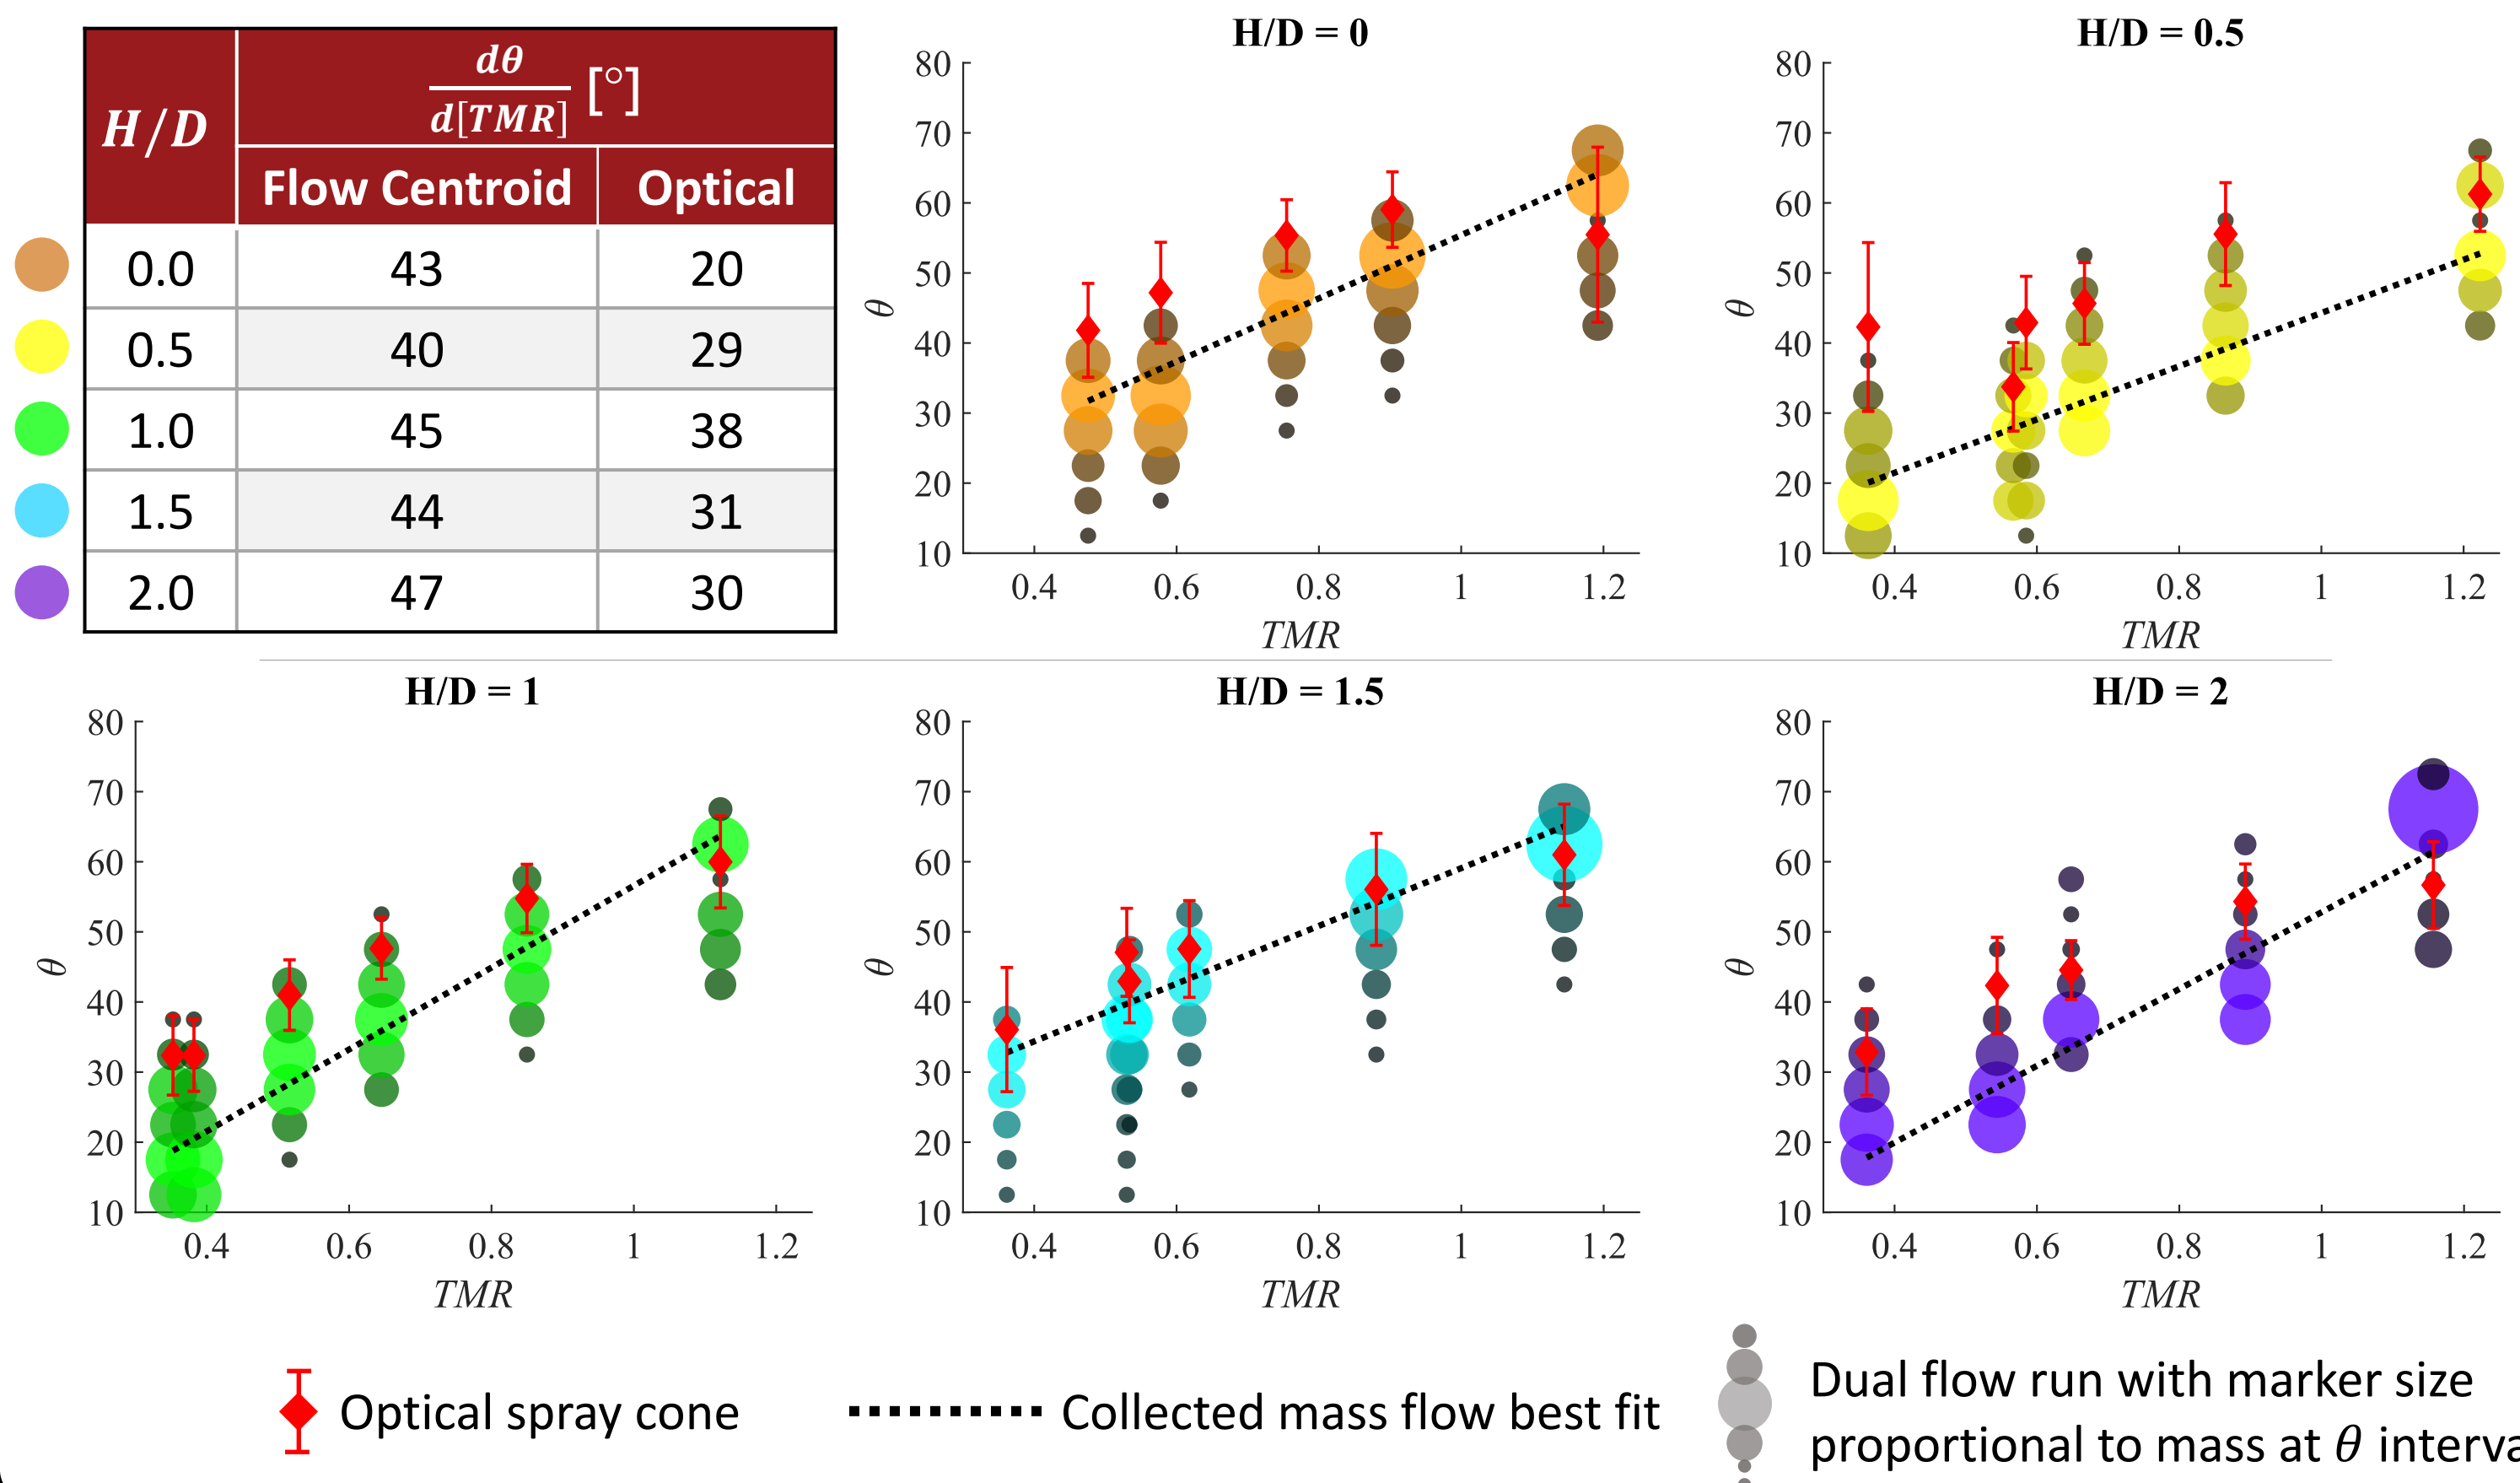 H/D
dθ
d[TMR]
[°]
Flow Centroid Optical
0.0 43 20
0.5 40 29
1.0 45 38
1.5 44 31
2.0 47 30
H/D = 0
80
70
60
50
40
30
20
10
θ
0.4 0.6 0.8 1 1.2
TMR
H/D = 0.5
80
70
60
50
40
30
20
10
θ
0.4 0.6 0.8 1 1.2
TMR
H/D = 1
80
70
60
50
40
30
20
10
θ
0.4 0.6 0.8 1 1.2
TMR
H/D = 1.5
80
70
60
50
40
30
20
10
θ
0.4 0.6 0.8 1 1.2
TMR
H/D = 2
80
70
60
50
40
30
20
10
θ
0.4 0.6 0.8 1 1.2
TMR
Optical spray cone
Collected mass flow best fit
Dual flow run with marker size
proportional to mass at θ